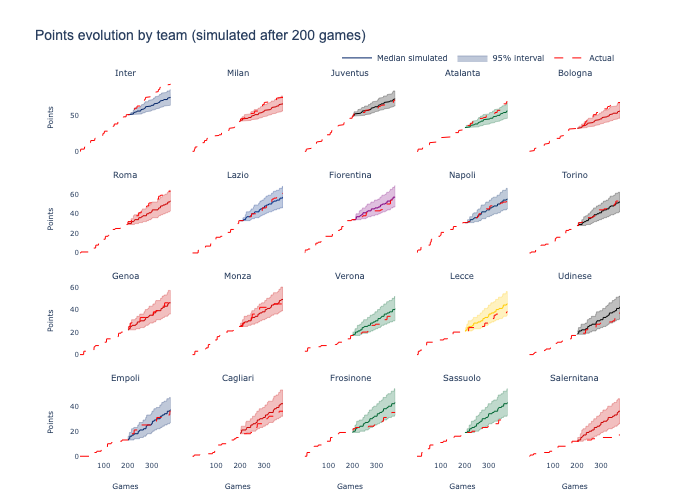 Points evolution by team (simulated after 200 games)
Median simulated 95% interval Actual
Inter Milan Juventus Atalanta Bologna
Points
50
0
Roma Lazio Fiorentina Napoli Torino
Points
60
40
20
0
Genoa Monza Verona Lecce Udinese
Points
60
40
20
0
Empoli Cagliari Frosinone Sassuolo Salernitana
Points
40
20
0
100 200 300 100 200 300 100 200 300 100 200 300 100 200 300
Games Games Games Games Games